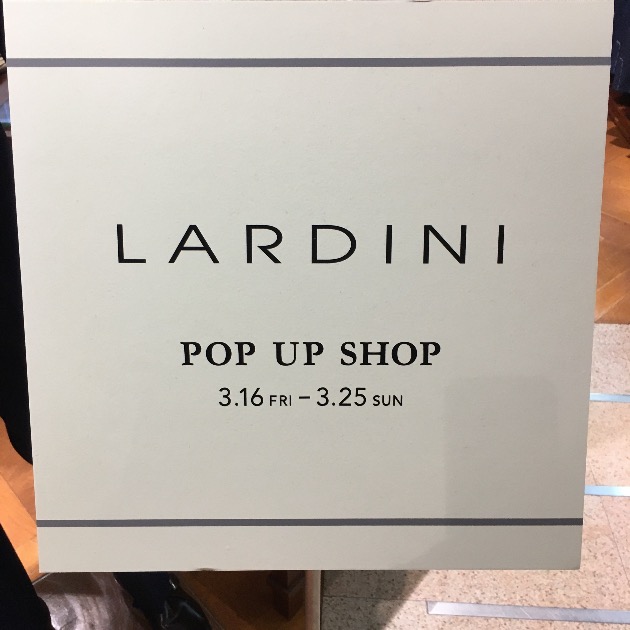 LARDINI
POP UP SHOP
3.16 FRI – 3.25 SUN